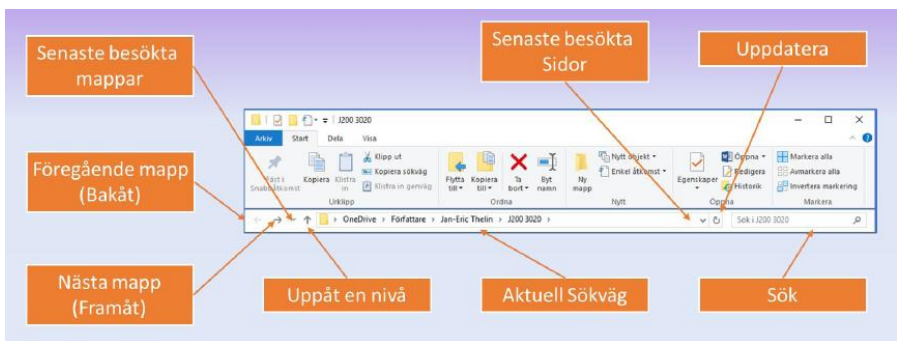 Senaste besökta
mappar
Senaste besökta
Sidor
Uppdatera
J200 3020
Arkiv Start Dela Visa
Fäst i
Snabbåtkomst
Kopiera
Klistra
in
Klipp ut
Kopiera sökväg
Klistra in genväg
Urklipp
Flytta
till
Kopiera
till
Ta
bort
Byt
namn
Ordna
Ny
mapp
Nytt objekt
Enkel åtkomst
Nytt
Egenskaper
Öppna
Redigera
Historik
Öppna
Markera alla
Avmarkera alla
Invertera markering
Markera
Föregående mapp
(Bakåt)
OneDrive › Författare › Jan-Eric Thelin › J200 3020 ›
Sök i J200 3020
Nästa mapp
(Framåt)
Uppåt en nivå
Aktuell Sökväg
Sök